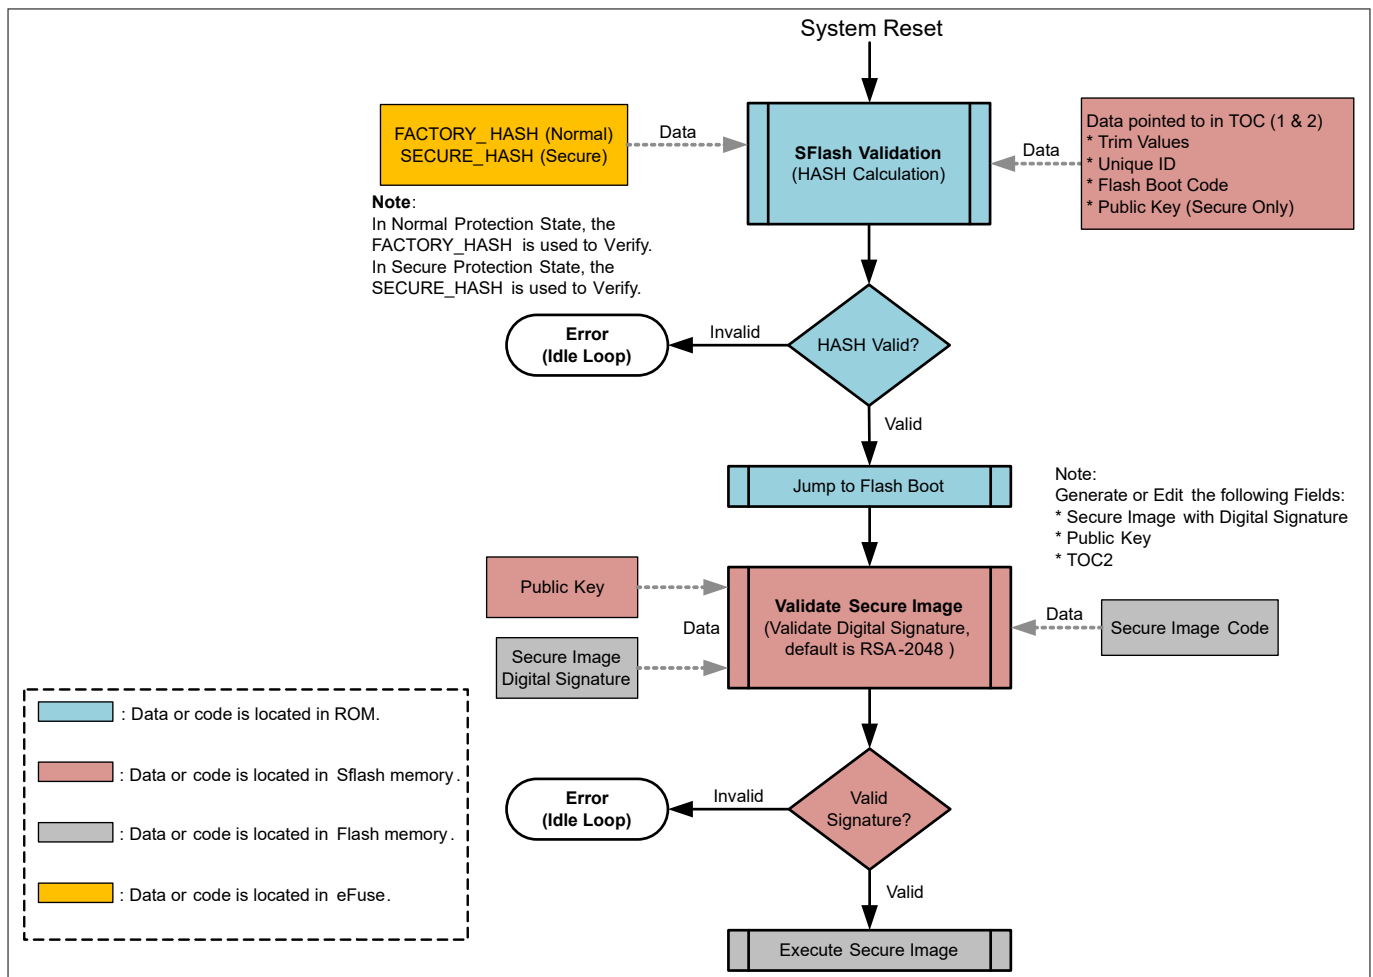 System Reset
FACTORY_HASH (Normal)
SECURE_HASH (Secure)
Data
SFlash Validation
(HASH Calculation)
Data
Data pointed to in TOC (1 & 2)
* Trim Values
* Unique ID
* Flash Boot Code
* Public Key (Secure Only)
Note:
In Normal Protection State, the
FACTORY_HASH is used to Verify.
In Secure Protection State, the
SECURE_HASH is used to Verify.
Error
(Idle Loop)
Invalid
HASH Valid?
Valid
Jump to Flash Boot
Note:
Generate or Edit the following Fields:
* Secure Image with Digital Signature
* Public Key
* TOC2
Public Key
Data
Secure Image
Digital Signature
Validate Secure Image
(Validate Digital Signature,
default is RSA-2048 )
Data
Secure Image Code
: Data or code is located in ROM.
: Data or code is located in Sflash memory.
: Data or code is located in Flash memory.
: Data or code is located in eFuse.
Error
(Idle Loop)
Invalid
Valid
Signature?
Valid
Execute Secure Image